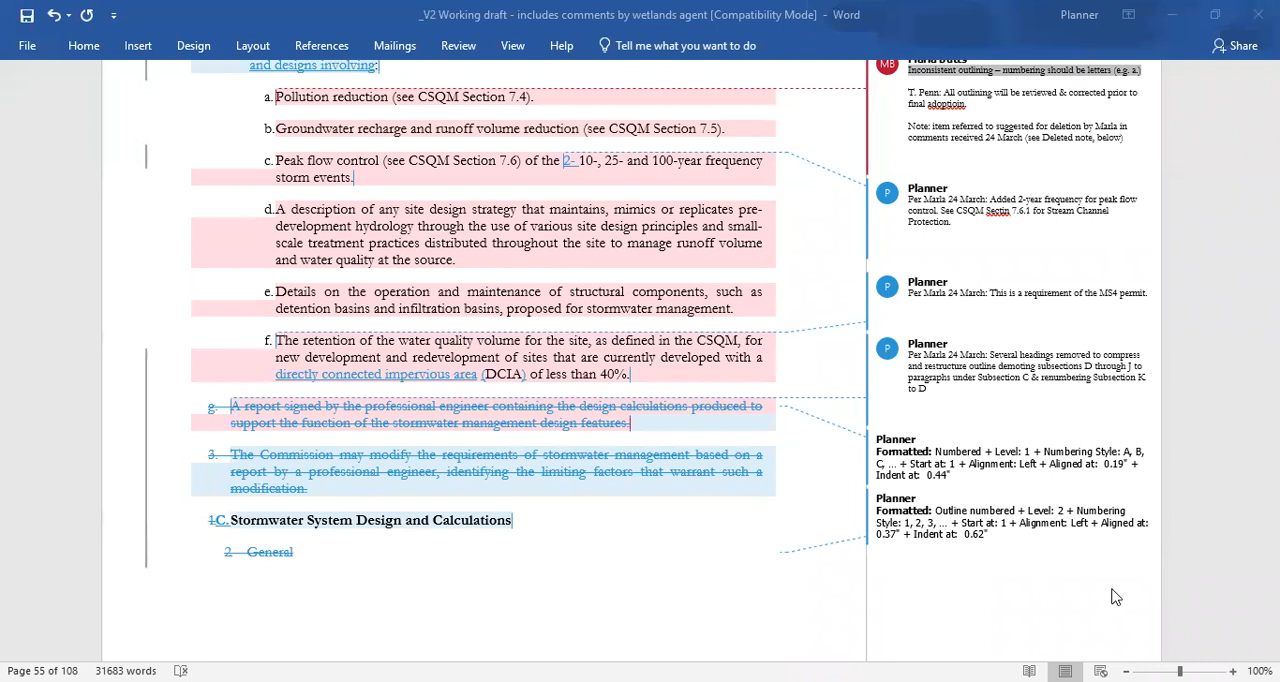 _V2 Working draft - includes comments by wetlands agent [Compatibility Mode] - Word
Planner
File Home Insert Design Layout References Mailings Review View Help Tell me what you want to do Share
and designs involving:
a. Pollution reduction (see CSQM Section 7.4).
b. Groundwater recharge and runoff volume reduction (see CSQM Section 7.5).
c. Peak flow control (see CSQM Section 7.6) of the 2- 10-, 25- and 100-year frequency
storm events.
d. A description of any site design strategy that maintains, mimics or replicates pre-
development hydrology through the use of various site design principles and small-
scale treatment practices distributed throughout the site to manage runoff volume
and water quality at the source.
e. Details on the operation and maintenance of structural components, such as
detention basins and infiltration basins, proposed for stormwater management.
f. The retention of the water quality volume for the site, as defined in the CSQM, for
new development and redevelopment of sites that are currently developed with a
directly connected impervious area (DCIA) of less than 40%.
g. A report signed by the professional engineer containing the design calculations produced to
support the function of the stormwater management design features.
3. The Commission may modify the requirements of stormwater management based on a
report by a professional engineer, identifying the limiting factors that warrant such a
modification.
1C. Stormwater System Design and Calculations
2 General
MB
Inconsistent outlining – numbering should be letters (e.g. a.)
T. Penn: All outlining will be reviewed & corrected prior to
final adoptioin.
Note: item referred to suggested for deletion by Marla in
comments received 24 March (see Deleted note, below)
P
Planner
Per Marla 24 March: Added 2-year frequency for peak flow
control. See CSQM Sectin 7.6.1 for Stream Channel
Protection.
P
Planner
Per Marla 24 March: This is a requirement of the MS4 permit.
P
Planner
Per Marla 24 March: Several headings removed to compress
and restructure outline demoting subsections D through J to
paragraphs under Subsection C & renumbering Subsection K
to D
Planner
Formatted: Numbered + Level: 1 + Numbering Style: A, B,
C, ... + Start at: 1 + Alignment: Left + Aligned at: 0.19" +
Indent at: 0.44"
Planner
Formatted: Outline numbered + Level: 2 + Numbering
Style: 1, 2, 3, ... + Start at: 1 + Alignment: Left + Aligned at:
0.37" + Indent at: 0.62"
Page 55 of 108 31683 words
100%